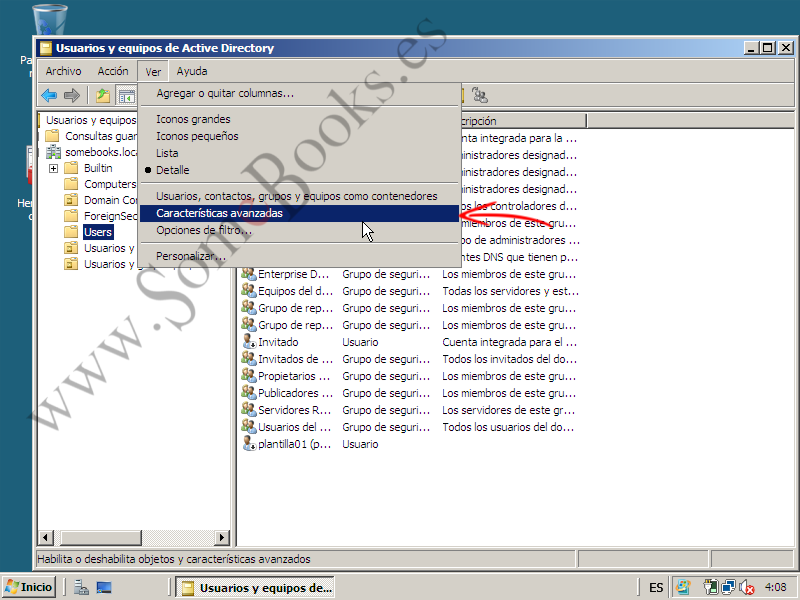 Usuarios y equipos de Active Directory
Archivo Acción Ver Ayuda
Agregar o quitar columnas...
Iconos grandes
Iconos pequeños
Lista
Detalle
Usuarios, contactos, grupos y equipos como contenedores
Características avanzadas
Opciones de filtro...
Personalizar...
Usuarios y equipos
Consultas guar
somebooks.loca
Builtin
Computers
Domain Con
ForeignSec
Users
Usuarios y
Usuarios y
cripción
enta integrada para la ...
ministradores designad...
ministradores designad...
ministradores designad...
os los controladores d...
miembros de este gru...
po de administradores ...
entes DNS que tienen p...
Enterprise D... Grupo de seguri... Los miembros de este gru...
Equipos del d... Grupo de seguri... Todas los servidores y est...
Grupo de rep... Grupo de seguri... Los miembros de este gru...
Grupo de rep... Grupo de seguri... Los miembros de este gru...
Invitado Usuario Cuenta integrada para el ...
Invitados de ... Grupo de seguri... Todos los invitados del do...
Propietarios ... Grupo de seguri... Los miembros de este gru...
Publicadores ... Grupo de seguri... Los miembros de este gru...
Servidores R... Grupo de seguri... Los servidores de este gr...
Usuarios del ... Grupo de seguri... Todos los usuarios del do...
plantilla01 (p... Usuario
Habilita o deshabilita objetos y características avanzados
Inicio Usuarios y equipos de... ES 4:08
www.SomeBooks.es